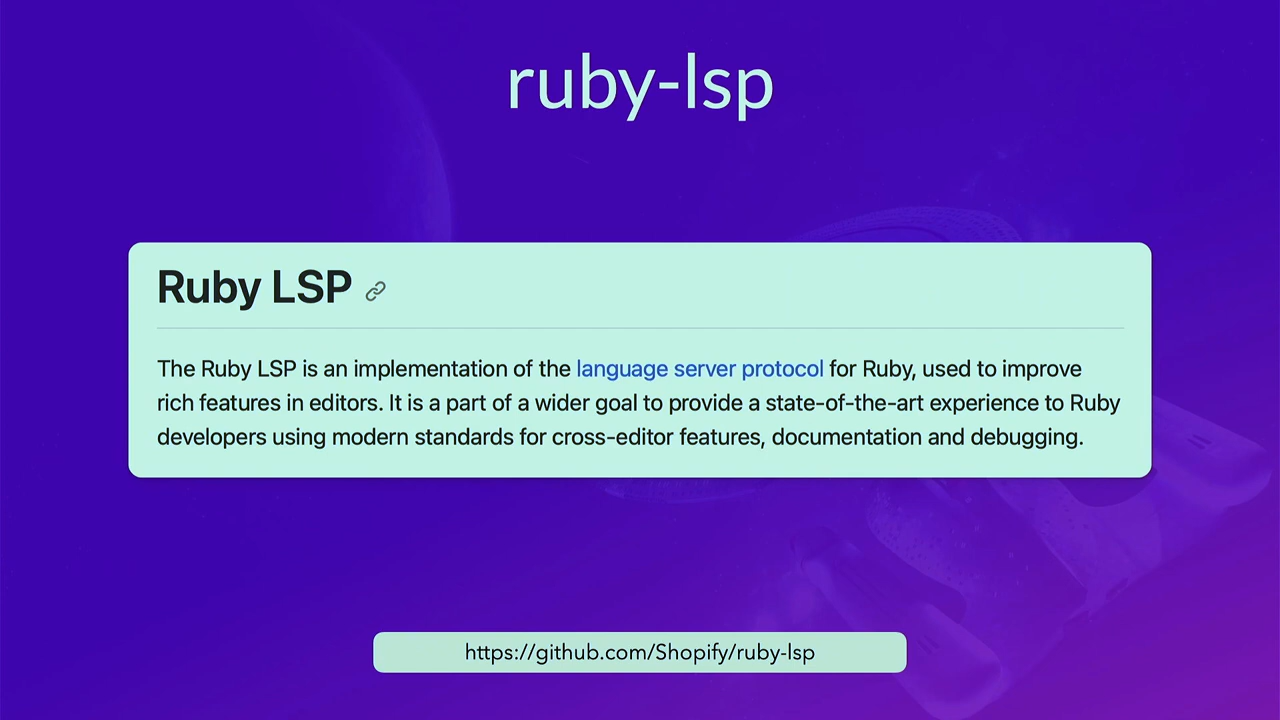 ruby-lsp
Ruby LSP
The Ruby LSP is an implementation of the language server protocol for Ruby, used to improve
rich features in editors. It is a part of a wider goal to provide a state-of-the-art experience to Ruby
developers using modern standards for cross-editor features, documentation and debugging.
https://github.com/Shopify/ruby-lsp